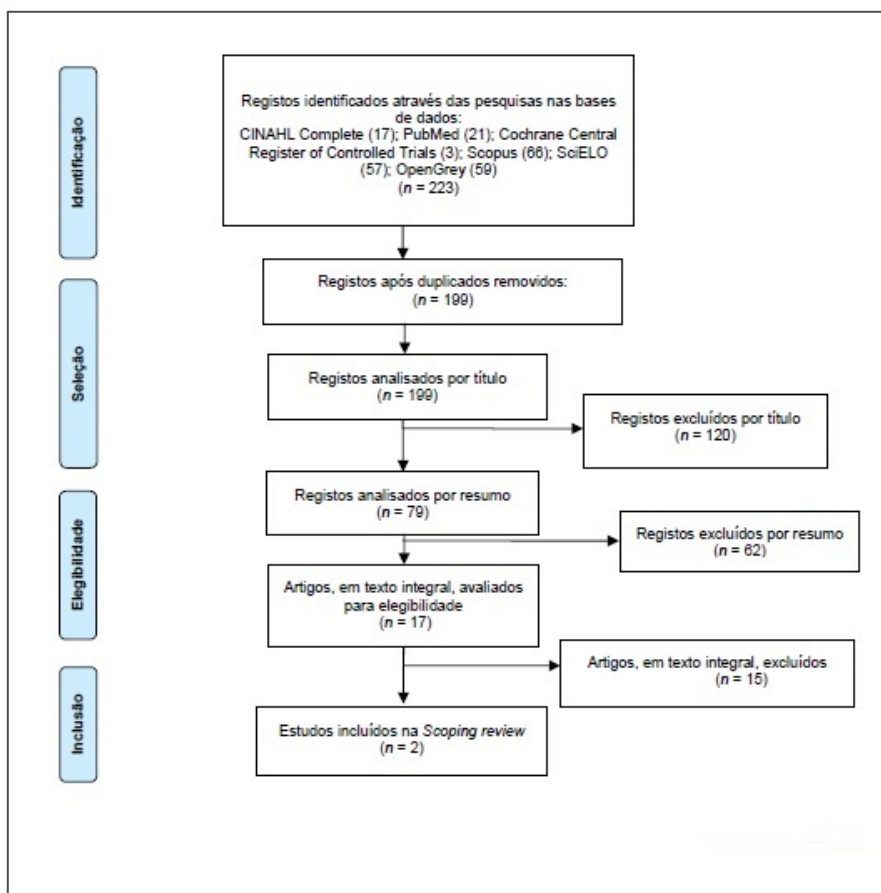 Identificação
Registos identificados através das pesquisas nas bases
de dados:
CINAHL Complete (17); PubMed (21); Cochrane Central
Register of Controlled Trials (3); Scopus (66); SciELO
(57); OpenGrey (59)
(n = 223)
Seleção
Registos após duplicados removidos:
(n = 199)
Registos analisados por título
(n = 199)
Registos excluídos por título
(n = 120)
Elegibilidade
Registos analisados por resumo
(n = 79)
Registos excluídos por resumo
(n = 62)
Artigos, em texto integral, avaliados
para elegibilidade
(n = 17)
Artigos, em texto integral, excluídos
(n = 15)
Inclusão
Estudos incluídos na Scoping review
(n = 2)